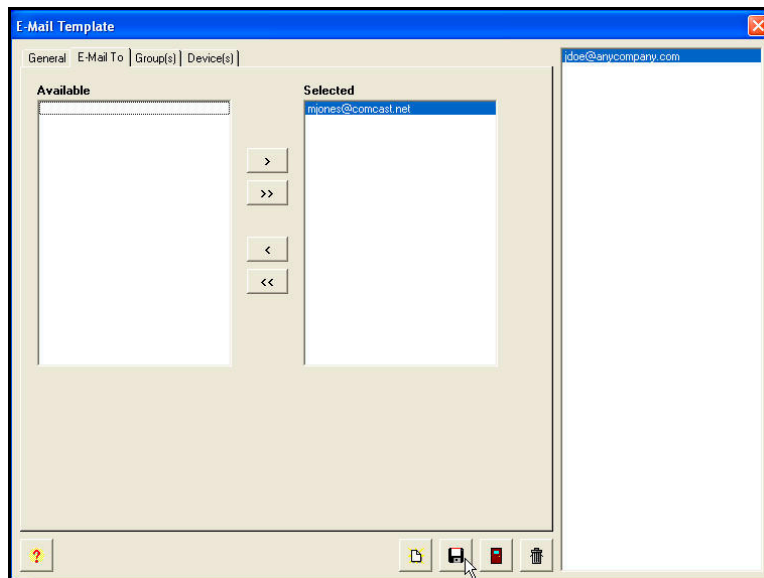 E-Mail Template
General E-Mail To Group(s) Device(s)
jdoe@anycompany.com
Available Selected
mjones@comcast.net
>
>>
<
<<
?